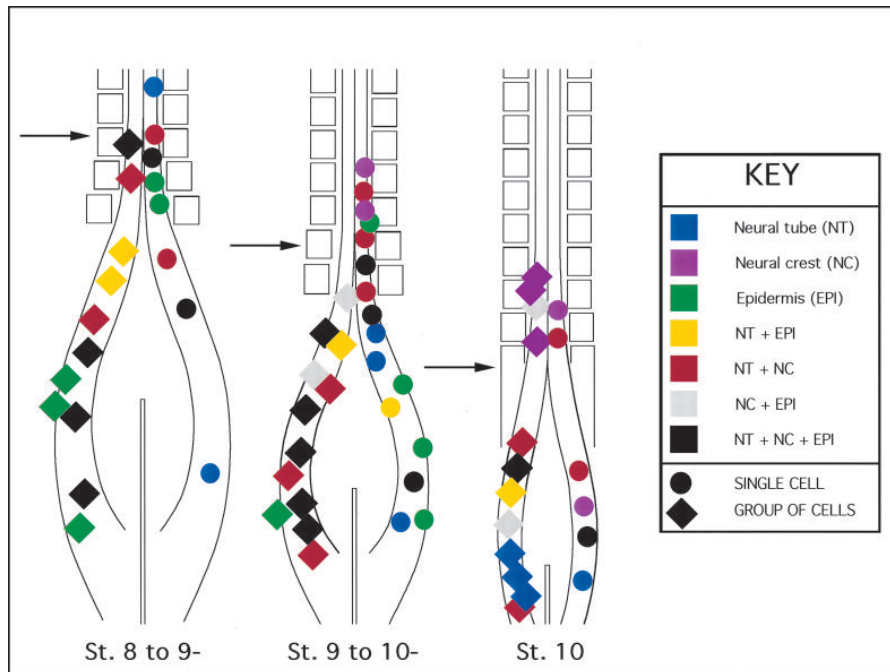 KEY
Neural tube (NT)
Neural crest (NC)
Epidermis (EPI)
NT + EPI
NT + NC
NC + EPI
NT + NC + EPI
SINGLE CELL
GROUP OF CELLS
St. 8 to 9-
St. 9 to 10-
St. 10